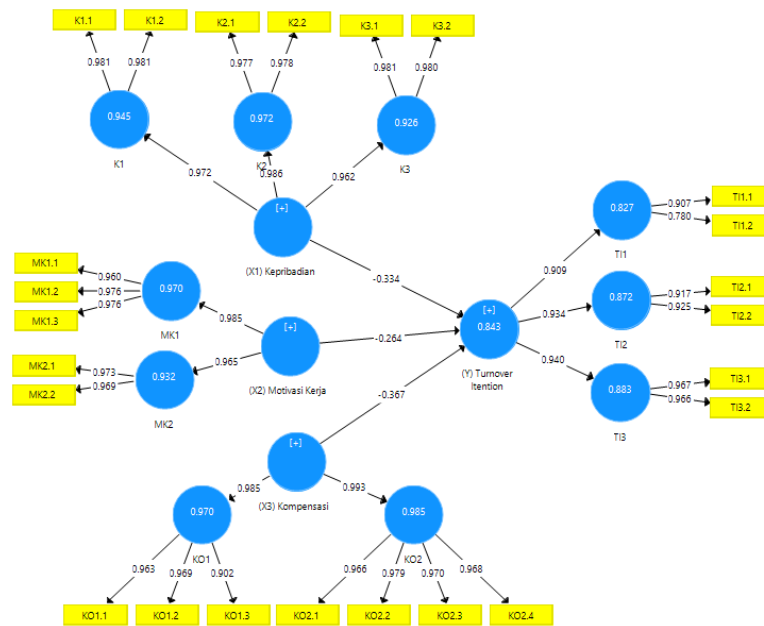 K1.1
K1.2
K2.1
K2.2
K3.1
K3.2
0.981
0.981
0.977
0.978
0.981
0.980
0.945
0.972
0.926
K1
K2
K3
0.972
0.986
0.962
[+]
(X1) Kepribadian
0.827
TI1
0.907
0.780
TI1.1
TI1.2
0.909
-0.334
MK1.1
MK1.2
MK1.3
0.960
0.976
0.976
0.970
MK1
0.985
[+]
(X2) Motivasi Kerja
0.965
-0.264
MK2.1
MK2.2
0.973
0.969
0.932
MK2
[+]
0.843
(Y) Turnover
Itention
0.934
0.872
TI2
0.917
0.925
TI2.1
TI2.2
0.940
0.883
TI3
0.967
0.966
TI3.1
TI3.2
-0.367
[+]
(X3) Kompensasi
0.985
0.993
0.970
KO1
0.985
KO2
0.963
0.969
0.902
0.966
0.979
0.970
0.968
KO1.1
KO1.2
KO1.3
KO2.1
KO2.2
KO2.3
KO2.4